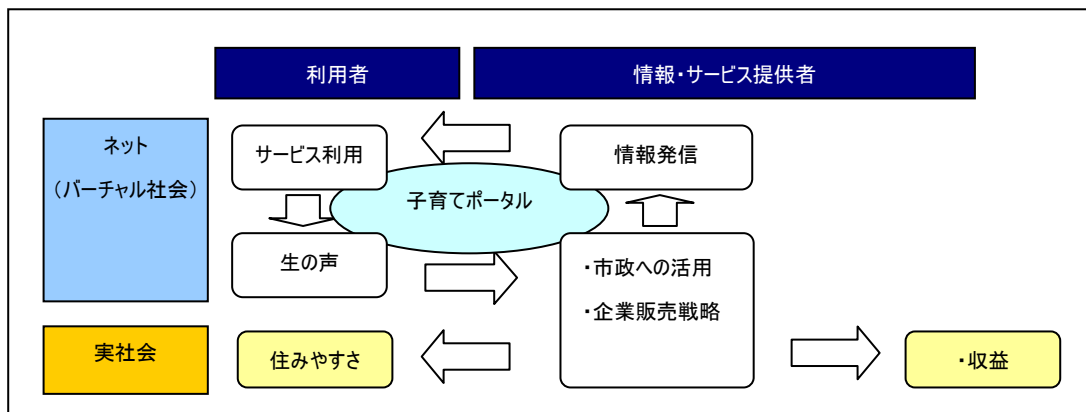 利用者
情報・サービス提供者
ネット
（バーチャル社会）
サービス利用
情報発信
子育てポータル
生の声
・市政への活用
・企業販売戦略
実社会
住みやすさ
・収益